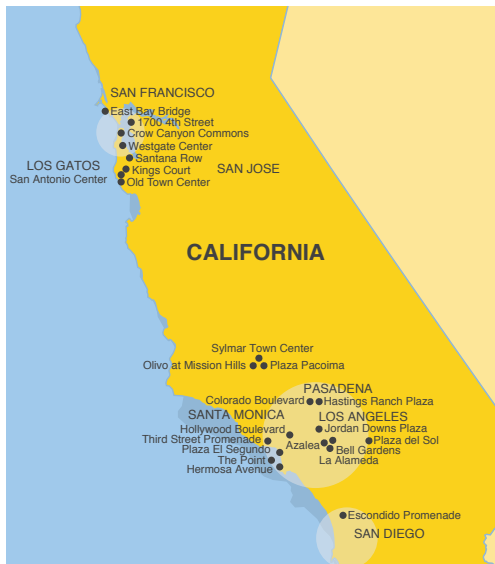 SAN FRANCISCO
East Bay Bridge
1700 4th Street
Crow Canyon Commons
Westgate Center
Santana Row
LOS GATOS
Kings Court
SAN JOSE
San Antonio Center
Old Town Center
CALIFORNIA
Sylmar Town Center
Olivo at Mission Hills
Plaza Pacoima
PASADENA
Colorado Boulevard
Hastings Ranch Plaza
SANTA MONICA
LOS ANGELES
Hollywood Boulevard
Jordan Downs Plaza
Third Street Promenade
Azalea
Plaza del Sol
Plaza El Segundo
Bell Gardens
The Point
La Alameda
Hermosa Avenue
Escondido Promenade
SAN DIEGO